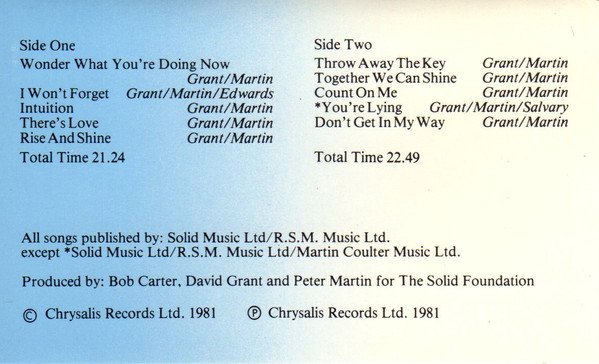 Side One
Wonder What You're Doing Now
Grant/Martin
I Won't Forget Grant/Martin/Edwards
Intuition Grant/Martin
There's Love Grant/Martin
Rise And Shine Grant/Martin
Total Time 21.24
Side Two
Throw Away The Key Grant/Martin
Together We Can Shine Grant/Martin
Count On Me Grant/Martin
*You're Lying Grant/Martin/Salvary
Don't Get In My Way Grant/Martin
Total Time 22.49
All songs published by: Solid Music Ltd/R.S.M. Music Ltd.
except *Solid Music Ltd/R.S.M. Music Ltd/Martin Coulter Music Ltd.
Produced by: Bob Carter, David Grant and Peter Martin for The Solid Foundation
© Chrysalis Records Ltd. 1981 ℗ Chrysalis Records Ltd. 1981